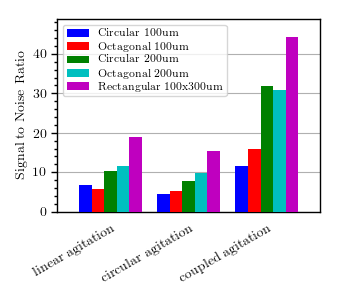 Signal to Noise Ratio
40
30
20
10
0
Circular 100um
Octagonal 100um
Circular 200um
Octagonal 200um
Rectangular 100x300um
linear agitation
circular agitation
coupled agitation